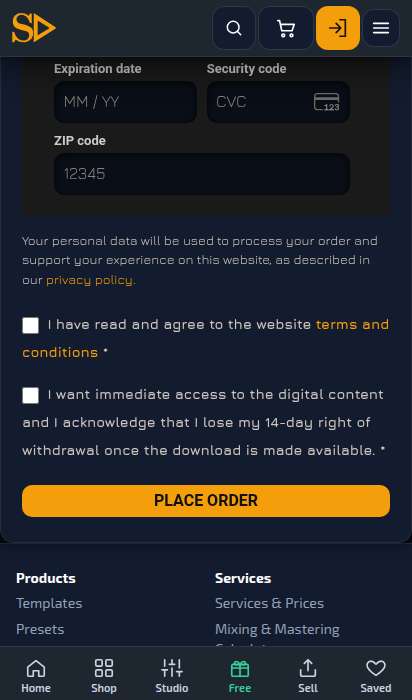 Expiration date
Security code
MM / YY
CVC
123
ZIP code
12345
Your personal data will be used to process your order and
support your experience on this website, as described in
our privacy policy.
I have read and agree to the website terms and
conditions *
I want immediate access to the digital content
and I acknowledge that I lose my 14-day right of
withdrawal once the download is made available. *
PLACE ORDER
Products
Services
Templates
Services & Prices
Presets
Mixing & Mastering
Home
Shop
Studio
Free
Sell
Saved